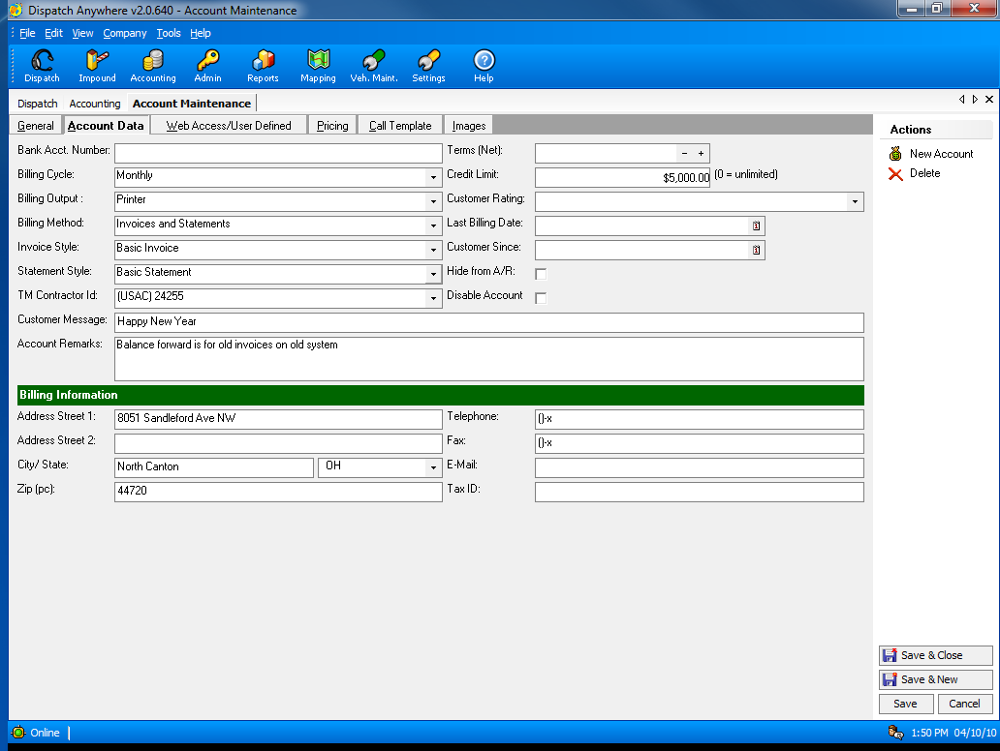 Dispatch Anywhere v2.0.640 - Account Maintenance
File Edit View Company Tools Help
Dispatch Impound Accounting Admin Reports Mapping Veh. Maint. Settings Help
Dispatch Accounting Account Maintenance
General Account Data Web Access/User Defined Pricing Call Template Images
Actions
New Account
Delete
Bank Acct. Number: Terms (Net): - +
Billing Cycle: Monthly Credit Limit: $5,000.00 (0 = unlimited)
Billing Output : Printer Customer Rating:
Billing Method: Invoices and Statements Last Billing Date:
Invoice Style: Basic Invoice Customer Since:
Statement Style: Basic Statement Hide from A/R:
TM Contractor Id: (USAC) 24255 Disable Account
Customer Message: Happy New Year
Account Remarks: Balance forward is for old invoices on old system
Billing Information
Address Street 1: 8051 Sandleford Ave NW Telephone: ()-x
Address Street 2: Fax: ()-x
City/ State: North Canton OH E-Mail:
Zip (pc): 44720 Tax ID:
Save & Close
Save & New
Save Cancel
Online 1:50 PM 04/10/10